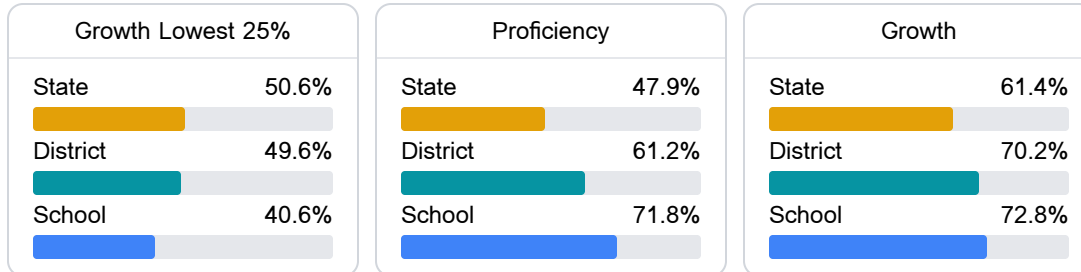 Growth Lowest 25%
State 50.6%
District 49.6%
School 40.6%
Proficiency
State 47.9%
District 61.2%
School 71.8%
Growth
State 61.4%
District 70.2%
School 72.8%